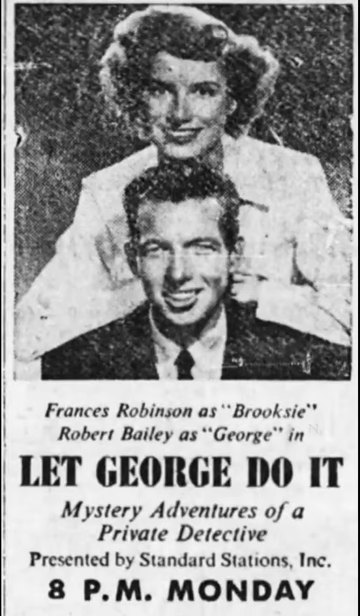 Frances Robinson as "Brooksie"
Robert Bailey as "George" in
LET GEORGE DO IT
Mystery Adventures of a
Private Detective
Presented by Standard Stations, Inc.
8 P.M. MONDAY